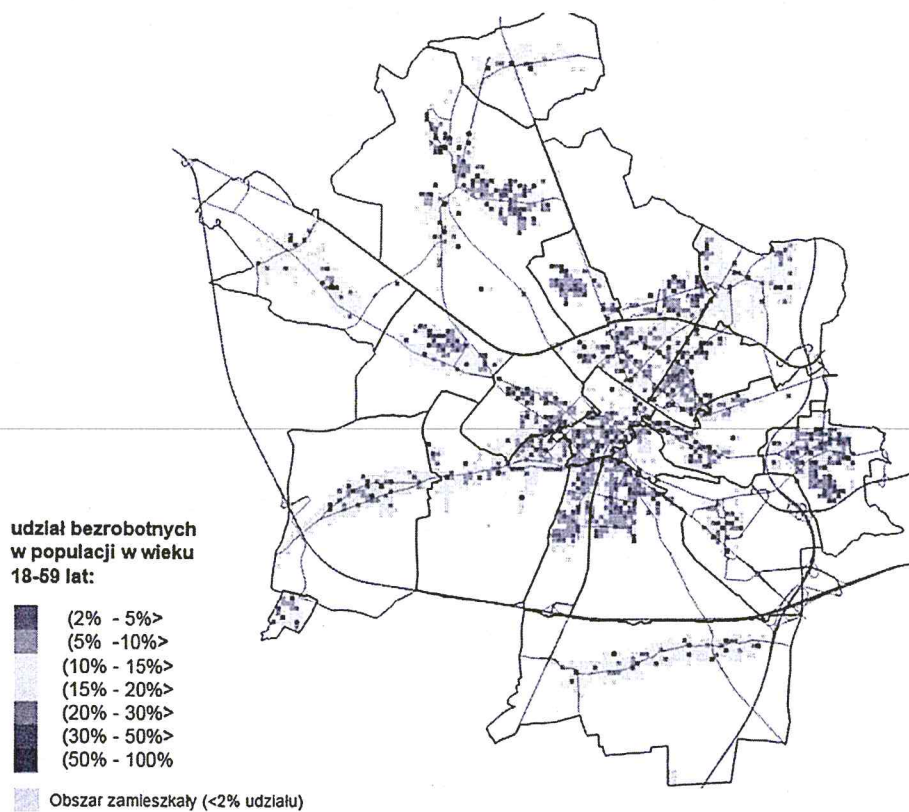 udział bezrobotnych
w populacji w wieku
18-59 lat:
(2% - 5%>
(5% -10%>
(10% - 15%>
(15% - 20%>
(20% - 30%>
(30% - 50%>
(50% - 100%
Obszar zamieszkały (<2% udziału)